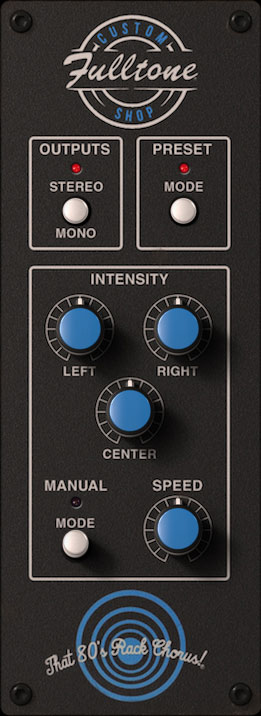 CUSTOM
Fulltone
SHOP
OUTPUTS
PRESET
STEREO
MODE
MONO
INTENSITY
LEFT
RIGHT
CENTER
MANUAL
SPEED
MODE
That 80's Rack Chorus!